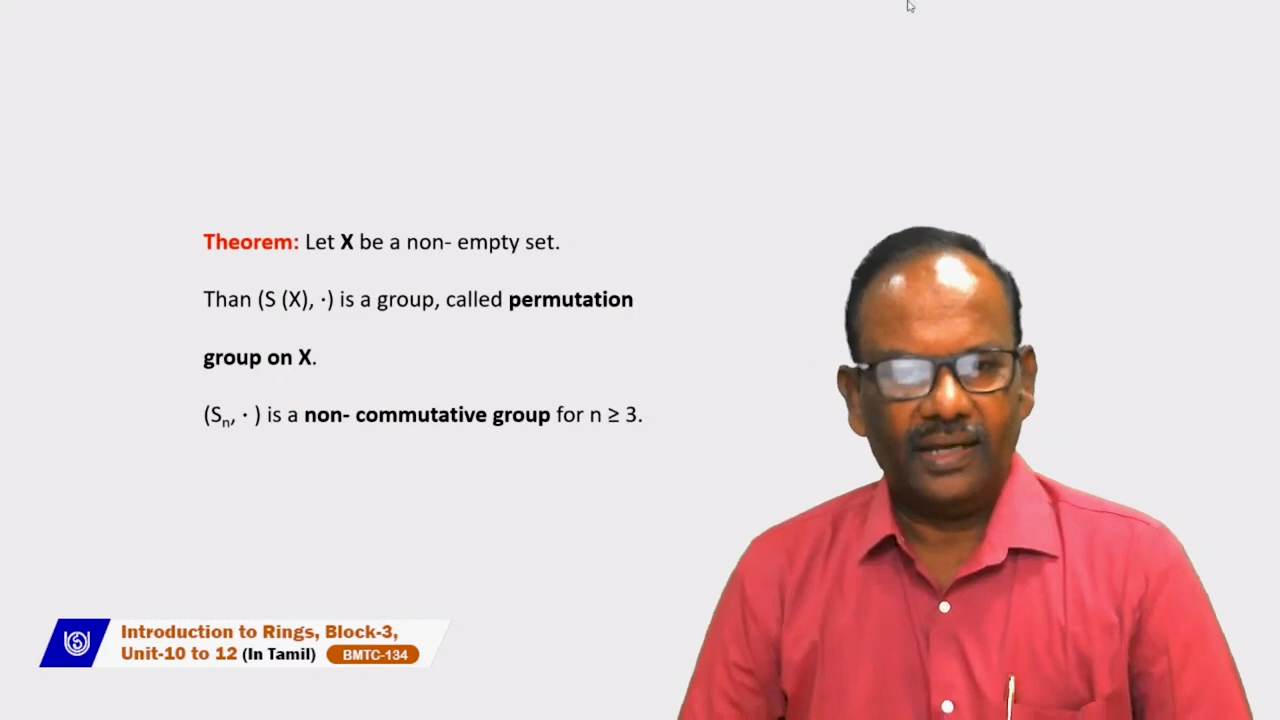 Theorem: Let X be a non- empty set.
Than (S (X), ·) is a group, called permutation
group on X.
(Sₙ, · ) is a non- commutative group for n ≥ 3.
Introduction to Rings, Block-3,
Unit-10 to 12 (In Tamil) BMTC-134